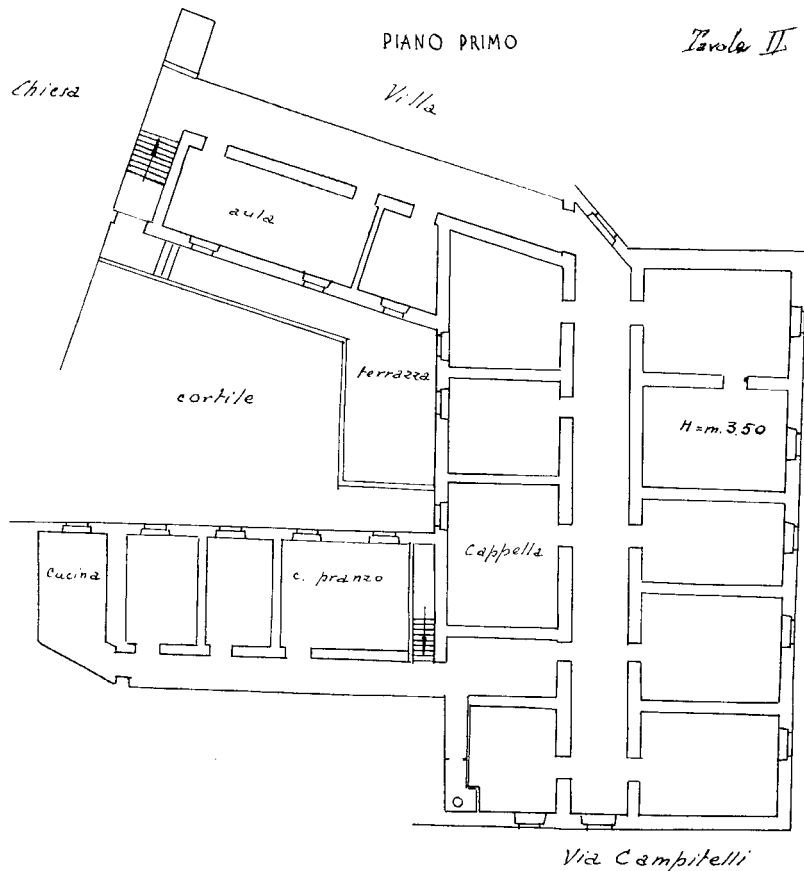 PIANO PRIMO
Tavola II
Chiesa
Villa
aula
terrazza
cortile
H=m.3.50
Cappella
Cucina
c. pranzo
Via Campitelli